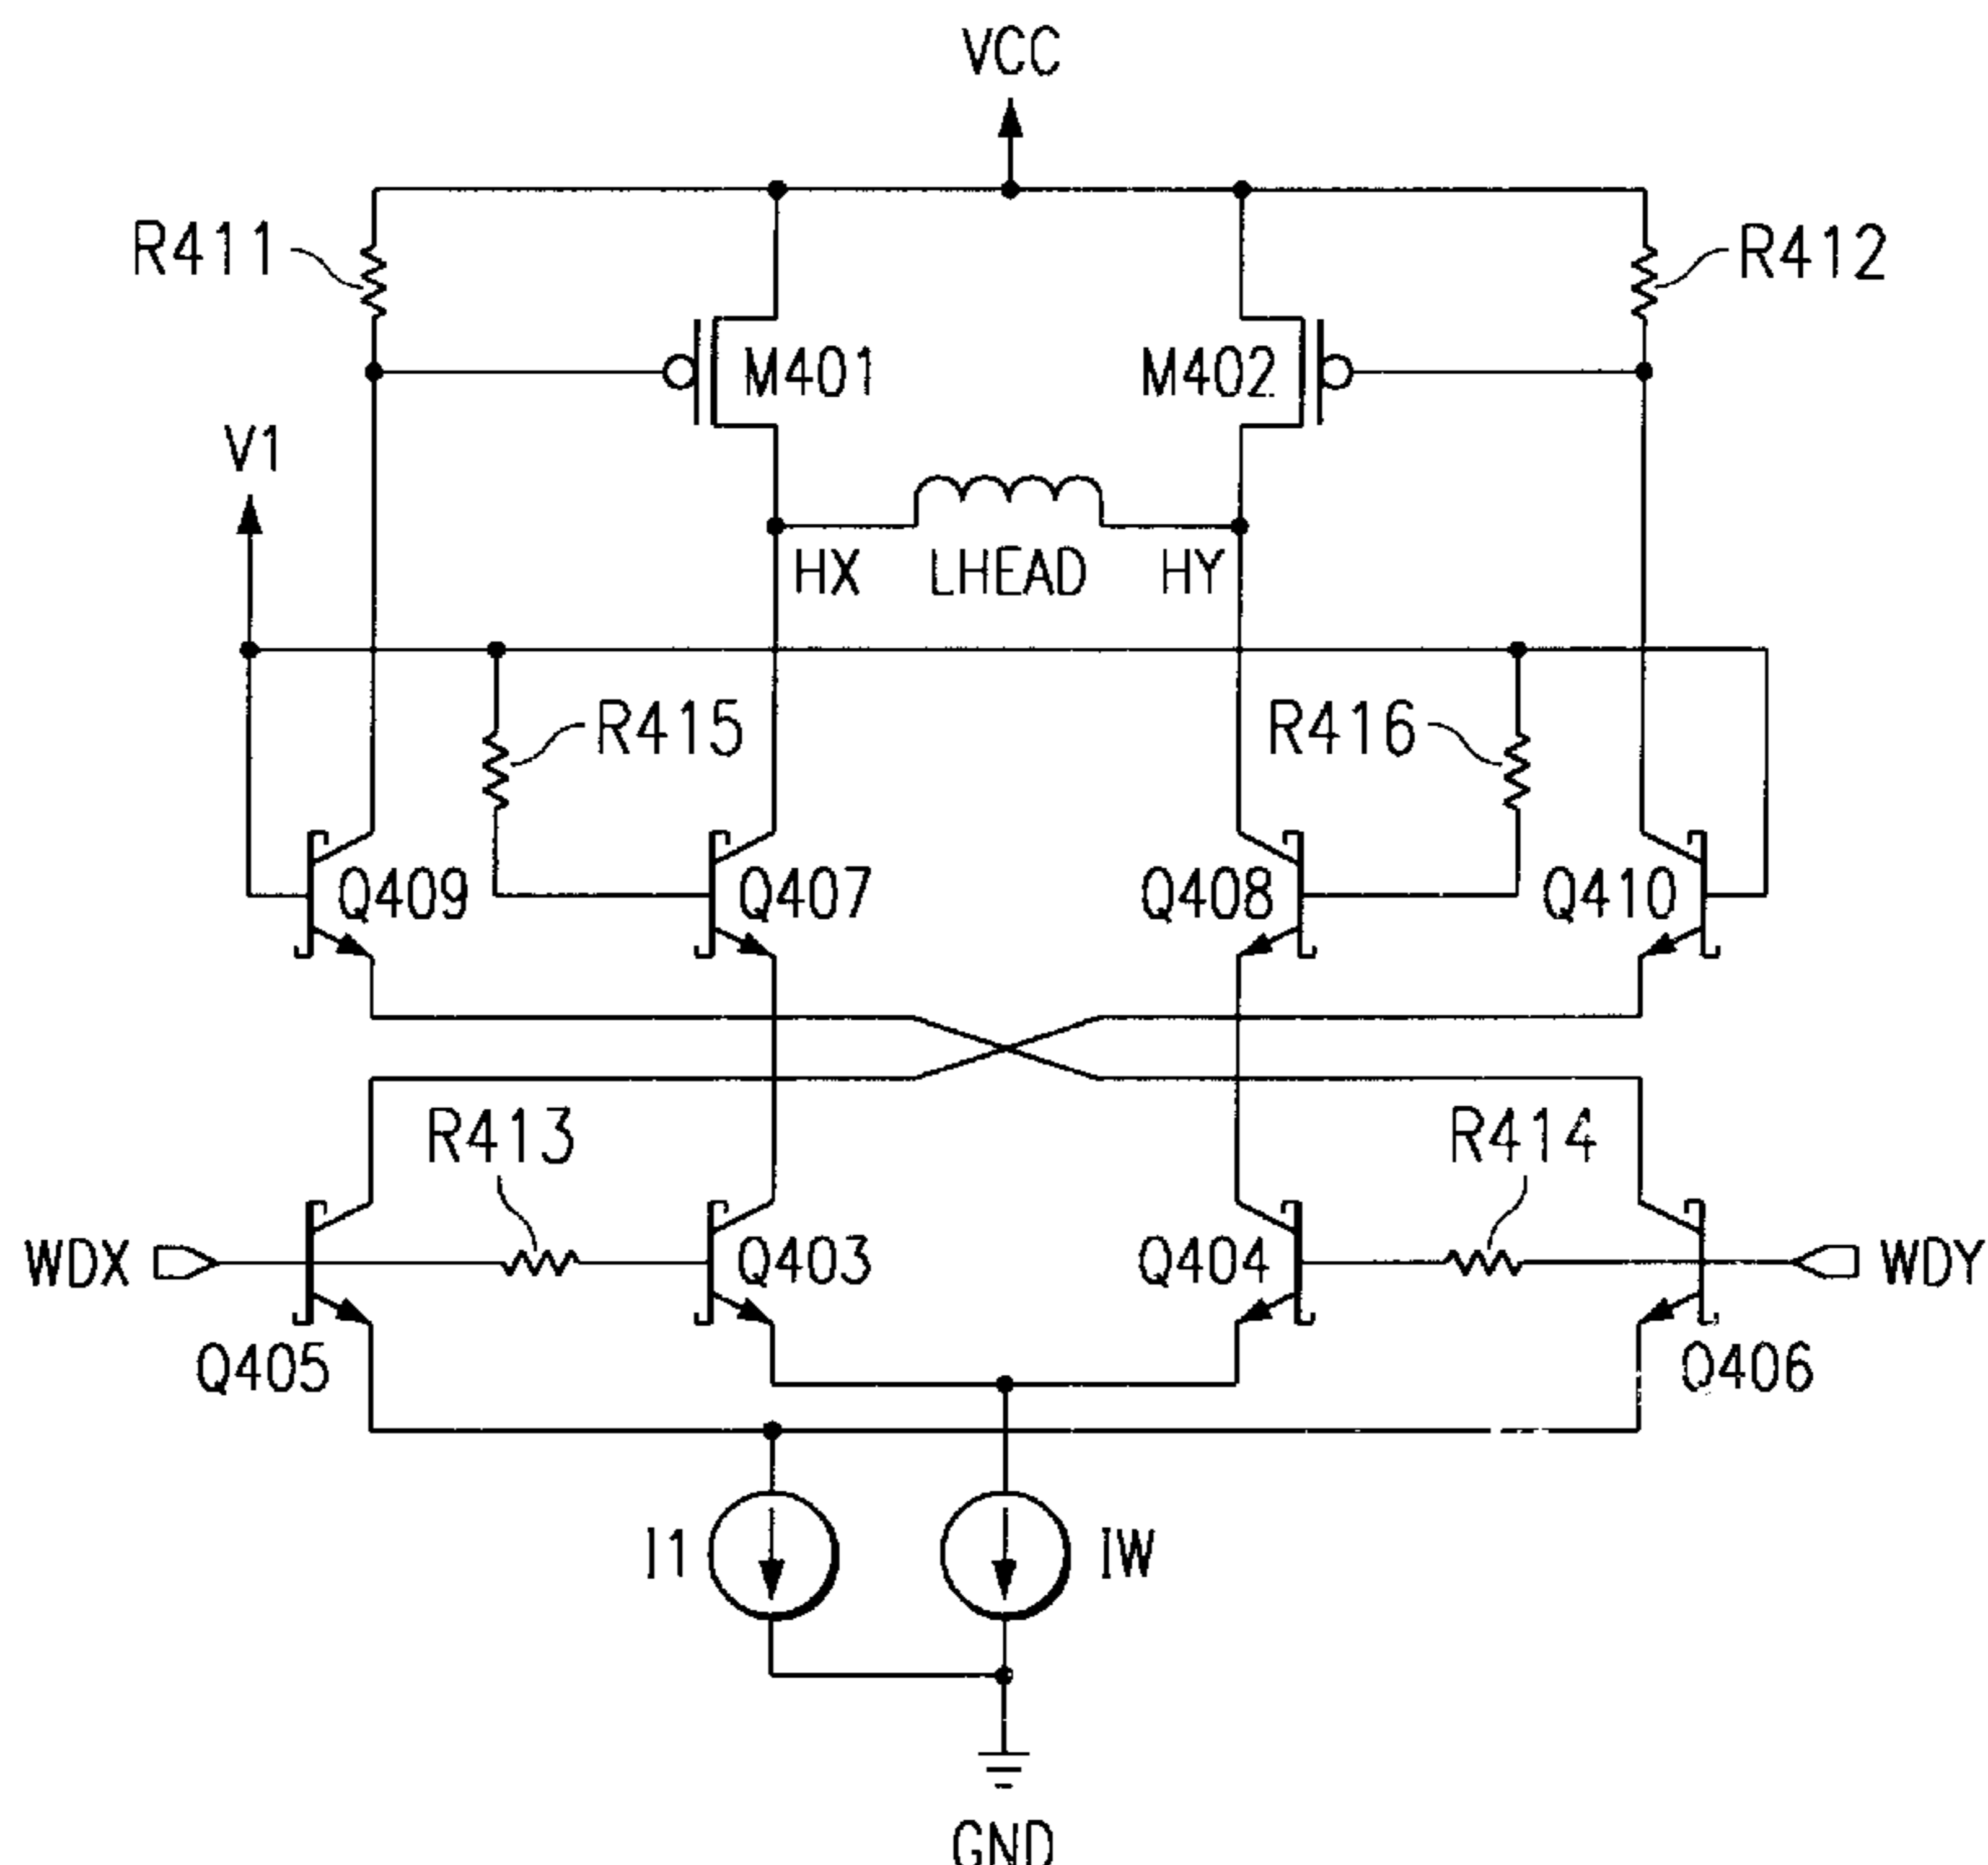 VCC
R411
R412
M401
M402
V1
HX
LHEAD
HY
R415
R416
Q409
Q407
Q408
Q410
R413
R414
WDX
Q403
Q404
WDY
Q405
O406
I1
IW
GND